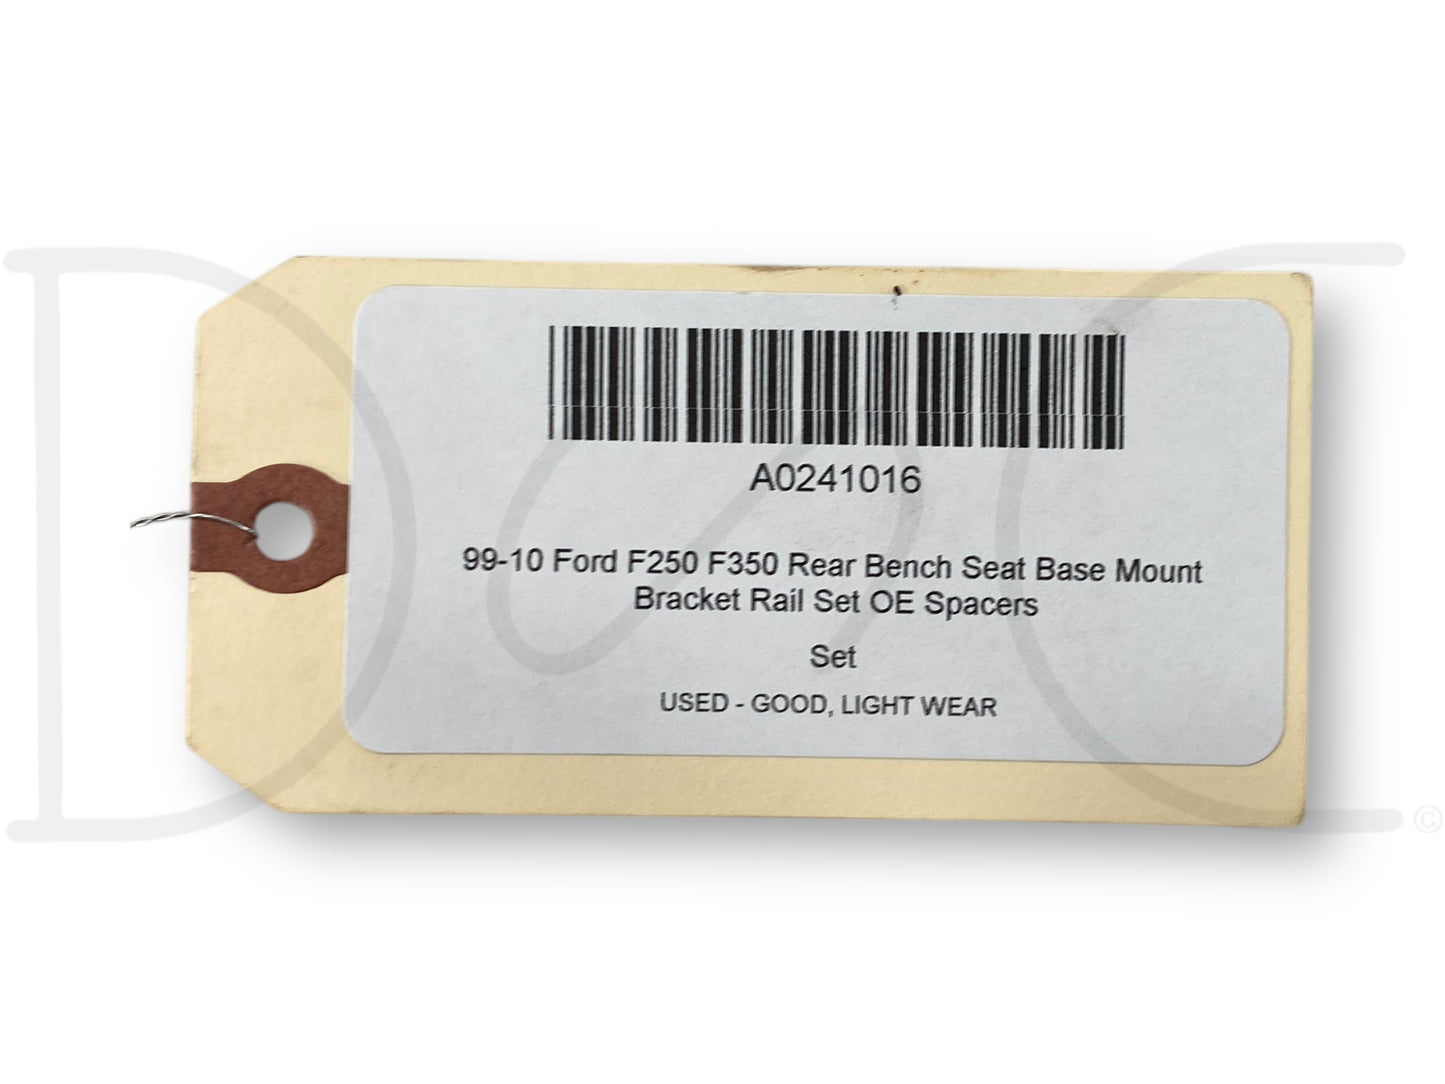 A0241016
99-10 Ford F250 F350 Rear Bench Seat Base Mount
Bracket Rail Set OE Spacers
Set
USED - GOOD, LIGHT WEAR
D C
©